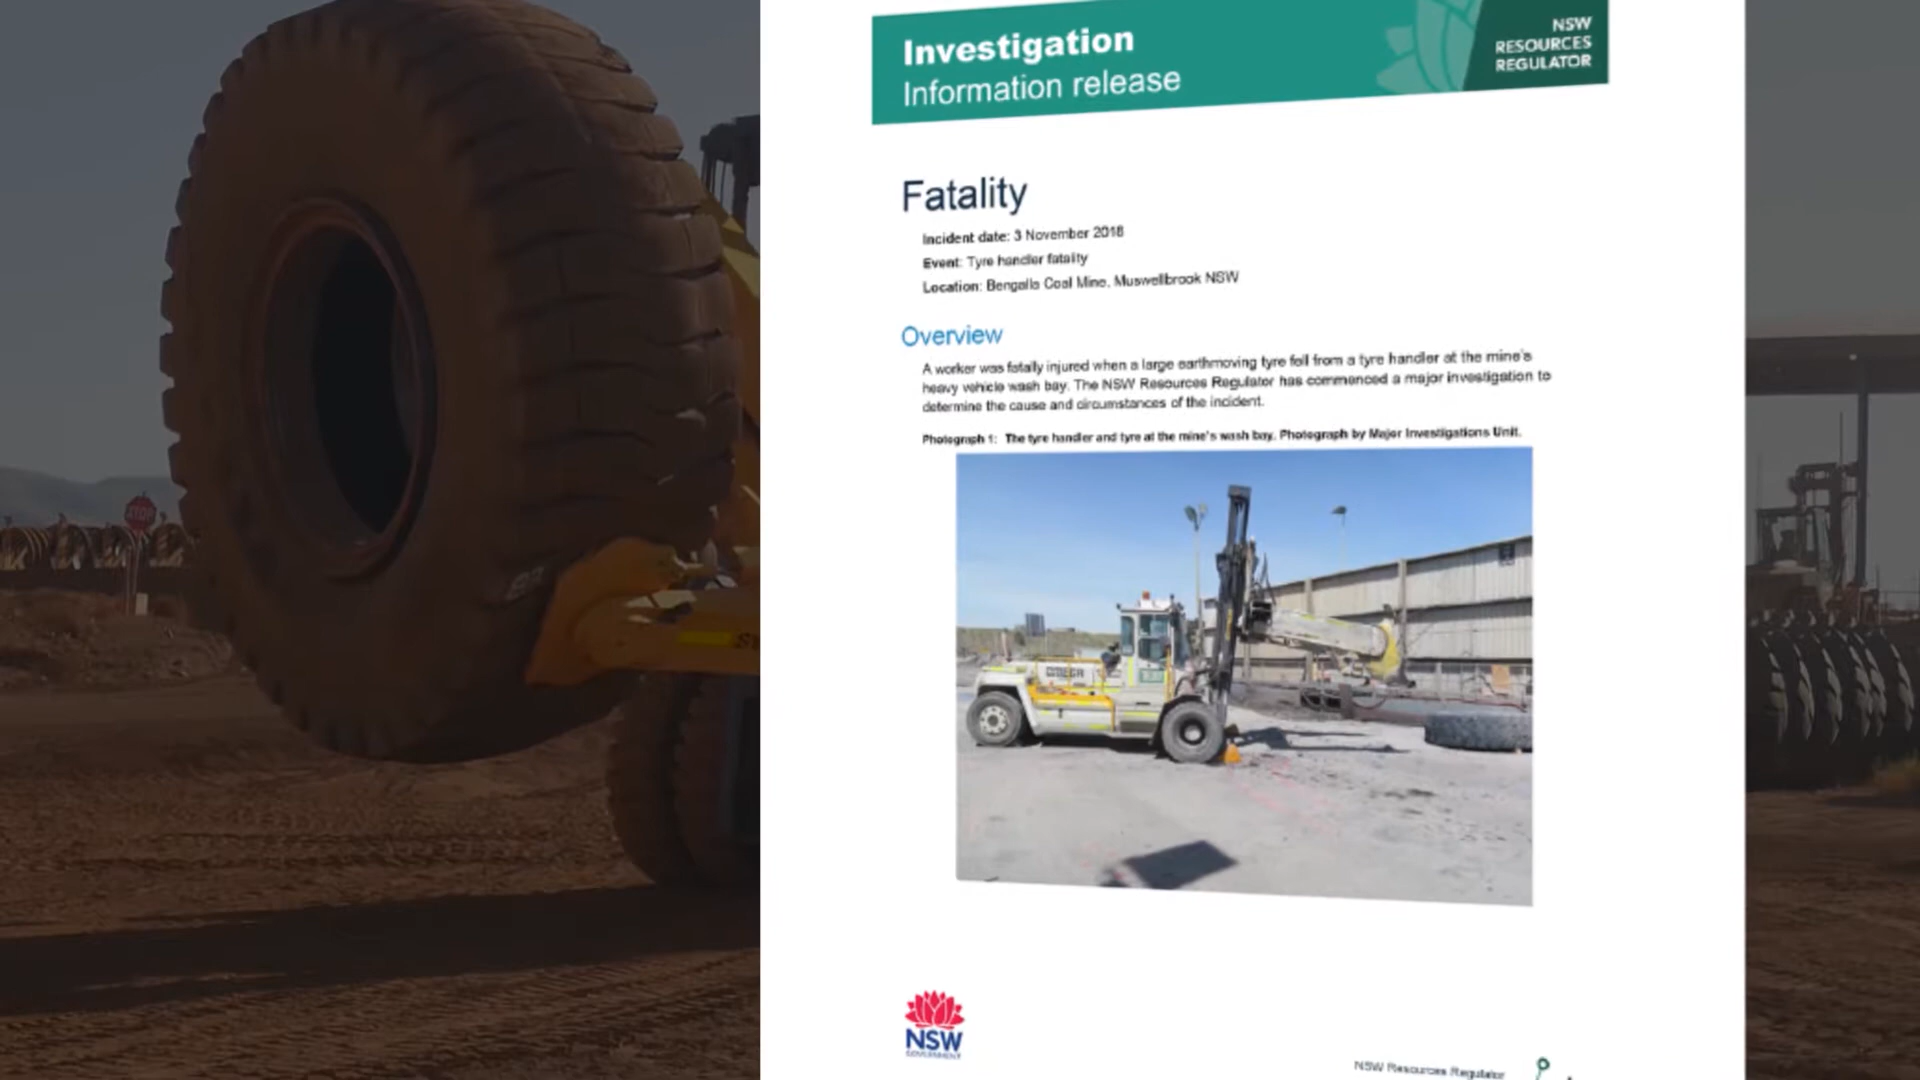 Investigation
Information release
NSW
RESOURCES
REGULATOR
Fatality
Incident date: 3 November 2018
Event: Tyre handler fatality
Location: Bengalla Coal Mine, Muswellbrook NSW
Overview
A worker was fatally injured when a large earthmoving tyre fell from a tyre handler at the mine's
heavy vehicle wash bay. The NSW Resources Regulator has commenced a major investigation to
determine the cause and circumstances of the incident.
Photograph 1: The tyre handler and tyre at the mine's wash bay. Photograph by Major Investigations Unit.
STOP
NSW
GOVERNMENT
NSW Resources Regulator